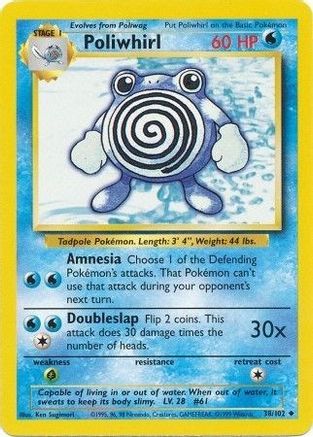 Evolves from Poliwag Put Poliwhirl on the Basic Pokémon
STAGE 1
Poliwhirl 60 HP
Tadpole Pokémon. Length: 3' 4", Weight: 44 lbs.
Amnesia Choose 1 of the Defending
Pokémon's attacks. That Pokémon can't
use that attack during your opponent's
next turn.
Doubleslap Flip 2 coins. This
attack does 30 damage times the
number of heads.
30x
weakness resistance retreat cost
Capable of living in or out of water. When out of water, it
sweats to keep its body slimy. LV. 28 #61
Illus. Ken Sugimori ©1995, 96, 98 Nintendo, Creatures, GAMEFREAK. ©1999 Wizards. 38/102